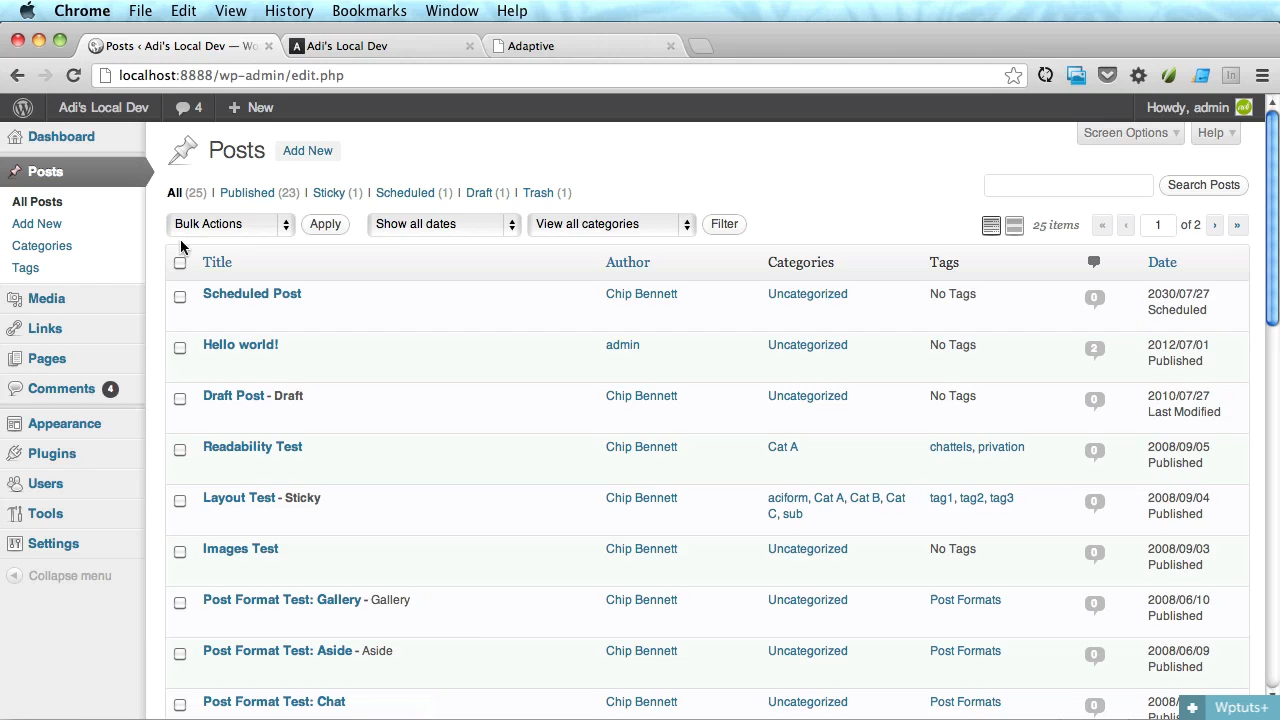 Chrome File Edit View History Bookmarks Window Help
Posts ‹ Adi's Local Dev — Wo Adi's Local Dev Adaptive
localhost:8888/wp-admin/edit.php
Adi's Local Dev 4 + New Howdy, admin
Dashboard
Posts
All Posts
Add New
Categories
Tags
Media
Links
Pages
Comments 4
Appearance
Plugins
Users
Tools
Settings
Collapse menu
Screen Options Help
Posts Add New
All (25) | Published (23) | Sticky (1) | Scheduled (1) | Draft (1) | Trash (1)
Search Posts
Bulk Actions Apply Show all dates View all categories Filter 25 items « ‹ 1 of 2 › »
Title Author Categories Tags Date
Scheduled Post Chip Bennett Uncategorized No Tags 0 2030/07/27
Scheduled
Hello world! admin Uncategorized No Tags 2 2012/07/01
Published
Draft Post - Draft Chip Bennett Uncategorized No Tags 0 2010/07/27
Last Modified
Readability Test Chip Bennett Cat A chattels, privation 0 2008/09/05
Published
Layout Test - Sticky Chip Bennett aciform, Cat A, Cat B, Cat tag1, tag2, tag3 0 2008/09/04
C, sub Published
Images Test Chip Bennett Uncategorized No Tags 0 2008/09/03
Published
Post Format Test: Gallery - Gallery Chip Bennett Uncategorized Post Formats 0 2008/06/10
Published
Post Format Test: Aside - Aside Chip Bennett Uncategorized Post Formats 0 2008/06/09
Published
Post Format Test: Chat Chip Bennett Uncategorized Post Formats 0 2008/
+ Wptuts+